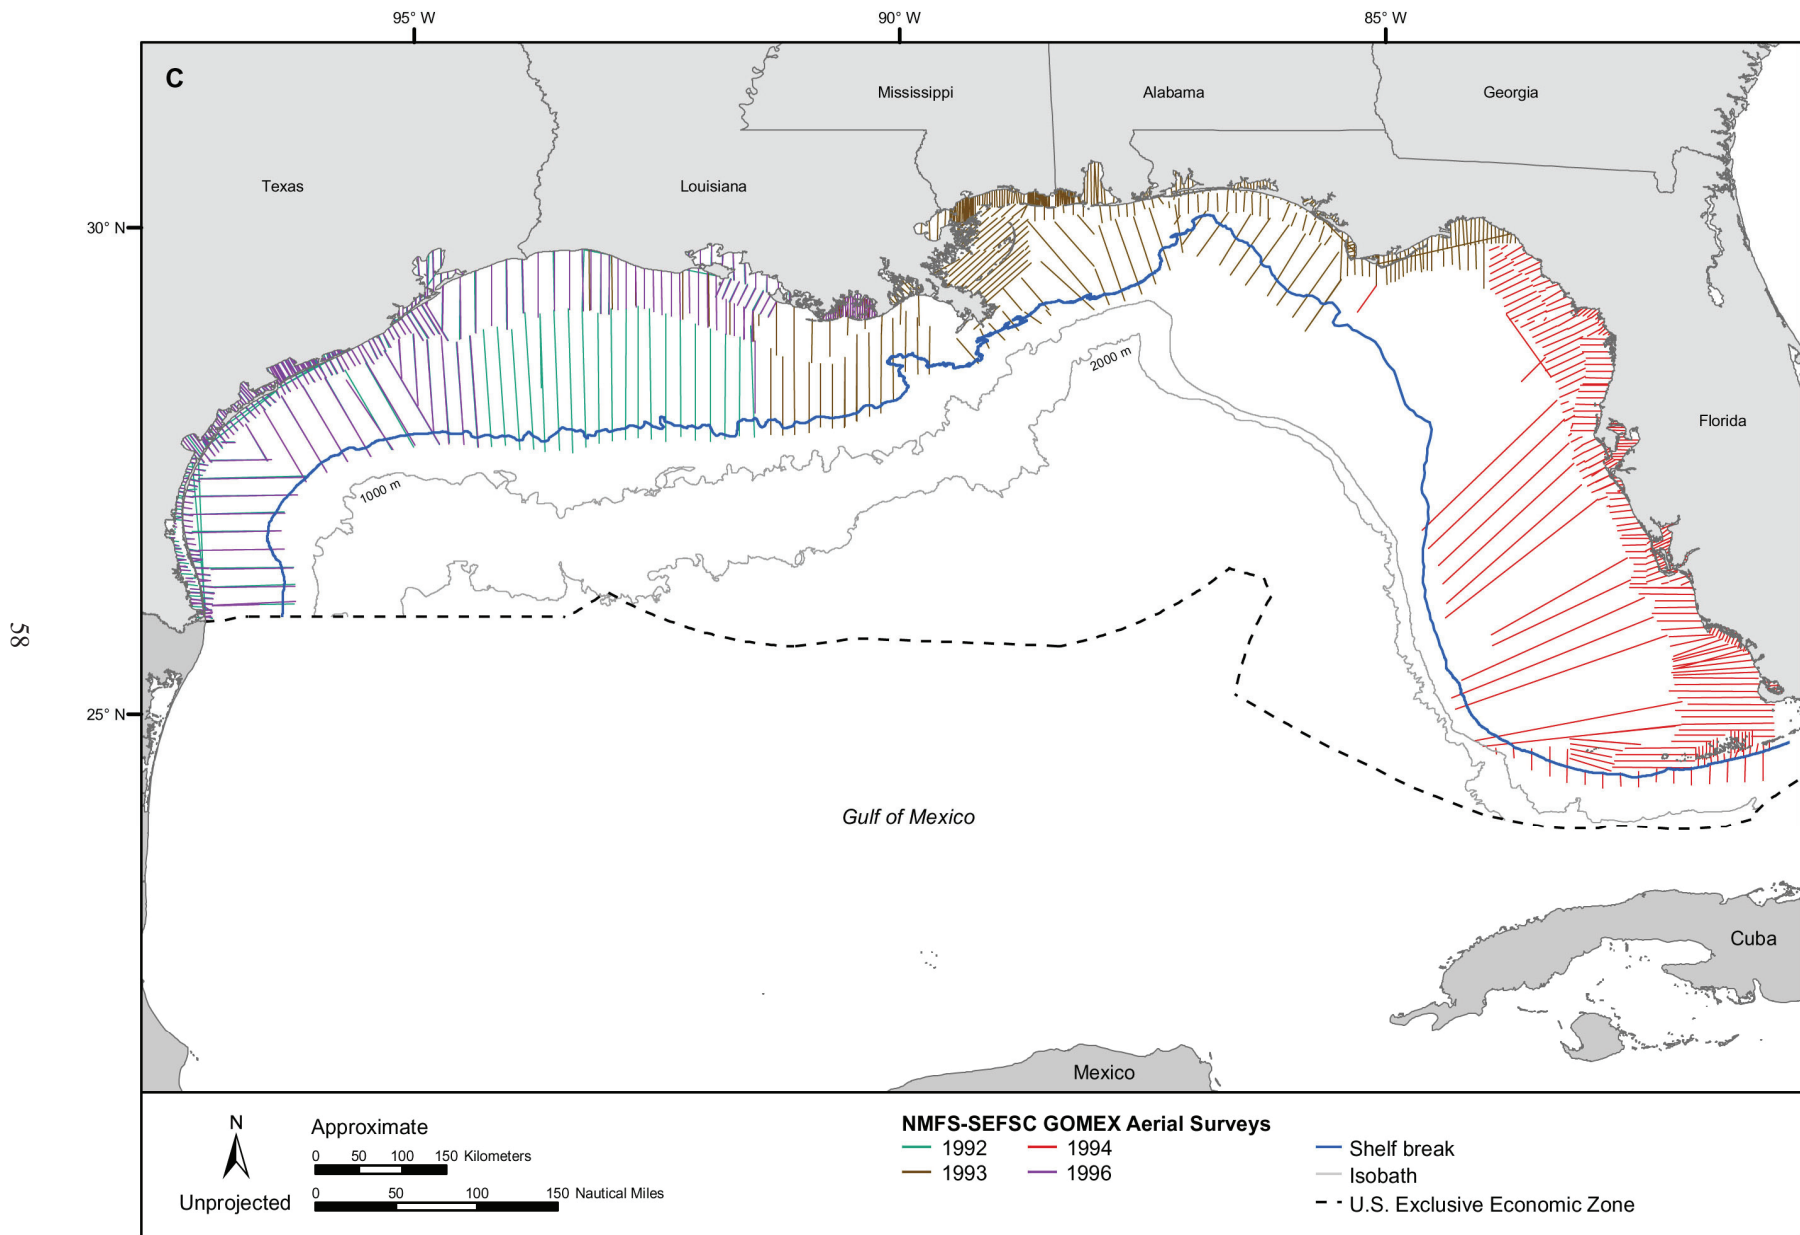 95° W
90° W
85° W
C
Mississippi
Alabama
Georgia
Texas
Louisiana
30° N
2000 m
Florida
1000 m
58
25° N
Gulf of Mexico
Cuba
Mexico
N
Unprojected
Approximate
0 50 100 150 Kilometers
0 50 100 150 Nautical Miles
NMFS-SEFSC GOMEX Aerial Surveys
1992 1994
1993 1996
Shelf break
Isobath
U.S. Exclusive Economic Zone